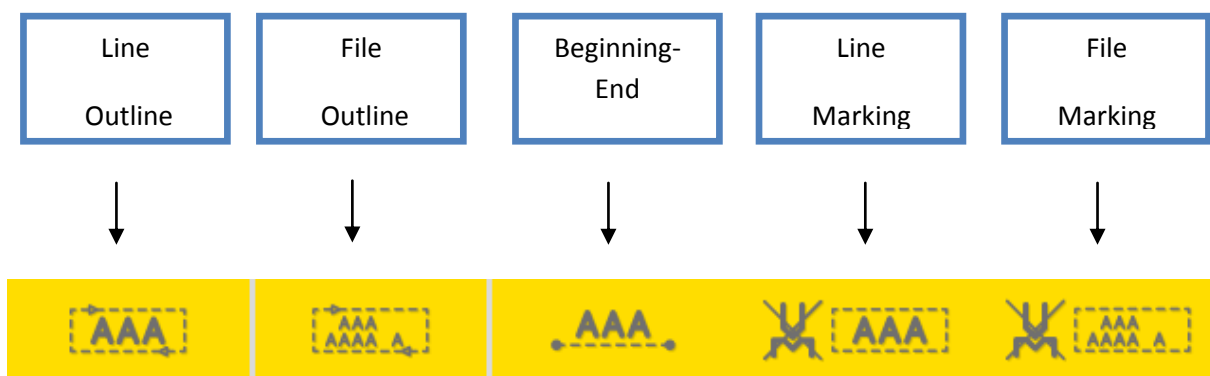 Line
Outline
File
Outline
Beginning-
End
Line
Marking
File
Marking
AAA
AAA
AAAA A
AAA
AAA
AAA
AAAA A